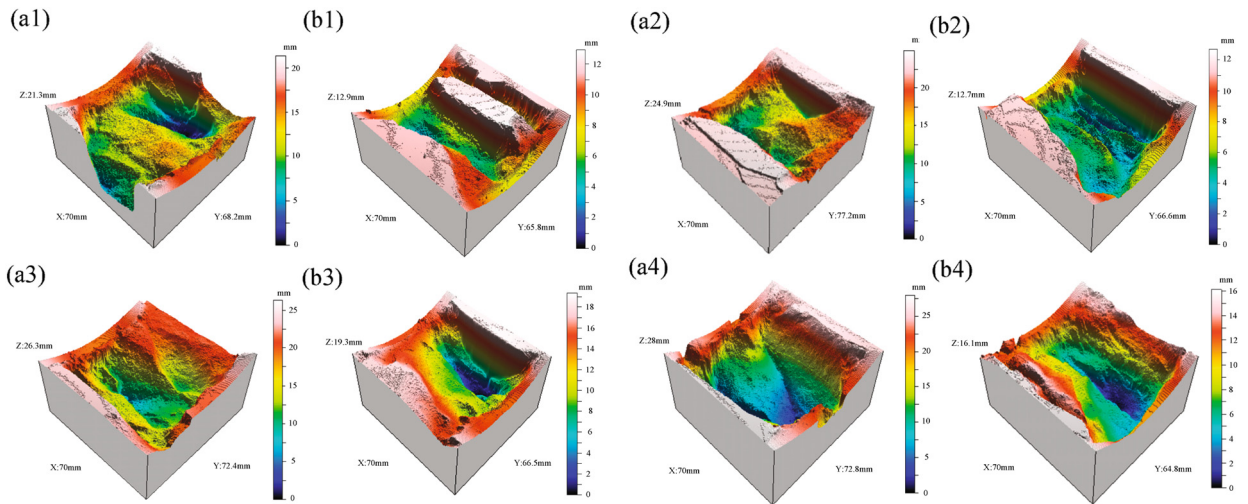 (a1)
mm
20
15
10
5
0
Z:21.3mm
X:70mm
Y:68.2mm
(b1)
mm
12
10
8
6
4
2
0
Z:12.9mm
X:70mm
Y:65.8mm
(a2)
m
20
15
10
5
0
Z:24.9mm
X:70mm
Y:77.2mm
(b2)
mm
12
10
8
6
4
2
0
Z:12.7mm
X:70mm
Y:66.6mm
(a3)
mm
25
20
15
10
5
0
Z:26.3mm
X:70mm
Y:72.4mm
(b3)
mm
18
16
14
12
10
8
6
4
2
0
Z:19.3mm
X:70mm
Y:66.5mm
(a4)
mm
25
20
15
10
5
0
Z:28mm
X:70mm
Y:72.8mm
(b4)
mm
16
14
12
10
8
6
4
2
0
Z:16.1mm
X:70mm
Y:64.8mm